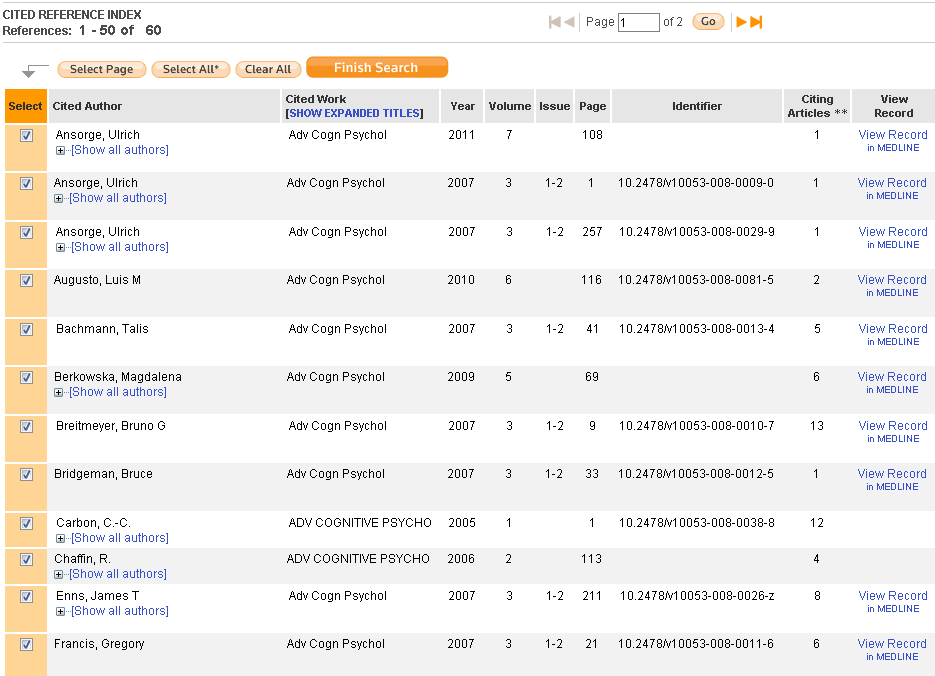 CITED REFERENCE INDEX
References: 1 - 50 of 60
Page 1 of 2 Go
Select Page Select All* Clear All Finish Search
Select Cited Author Cited Work [SHOW EXPANDED TITLES] Year Volume Issue Page Identifier Citing Articles ** View Record
Ansorge, Ulrich Adv Cogn Psychol 2011 7 108 1 View Record
[Show all authors] in MEDLINE
Ansorge, Ulrich Adv Cogn Psychol 2007 3 1-2 1 10.2478/v10053-008-0009-0 1 View Record
[Show all authors] in MEDLINE
Ansorge, Ulrich Adv Cogn Psychol 2007 3 1-2 257 10.2478/v10053-008-0029-9 1 View Record
[Show all authors] in MEDLINE
Augusto, Luis M Adv Cogn Psychol 2010 6 116 10.2478/v10053-008-0081-5 2 View Record
in MEDLINE
Bachmann, Talis Adv Cogn Psychol 2007 3 1-2 41 10.2478/v10053-008-0013-4 5 View Record
in MEDLINE
Berkowska, Magdalena Adv Cogn Psychol 2009 5 69 6 View Record
[Show all authors] in MEDLINE
Breitmeyer, Bruno G Adv Cogn Psychol 2007 3 1-2 9 10.2478/v10053-008-0010-7 13 View Record
in MEDLINE
Bridgeman, Bruce Adv Cogn Psychol 2007 3 1-2 33 10.2478/v10053-008-0012-5 1 View Record
in MEDLINE
Carbon, C.-C. ADV COGNITIVE PSYCHO 2005 1 1 10.2478/v10053-008-0038-8 12
[Show all authors]
Chaffin, R. ADV COGNITIVE PSYCHO 2006 2 113 4
[Show all authors]
Enns, James T Adv Cogn Psychol 2007 3 1-2 211 10.2478/v10053-008-0026-z 8 View Record
[Show all authors] in MEDLINE
Francis, Gregory Adv Cogn Psychol 2007 3 1-2 21 10.2478/v10053-008-0011-6 6 View Record
in MEDLINE